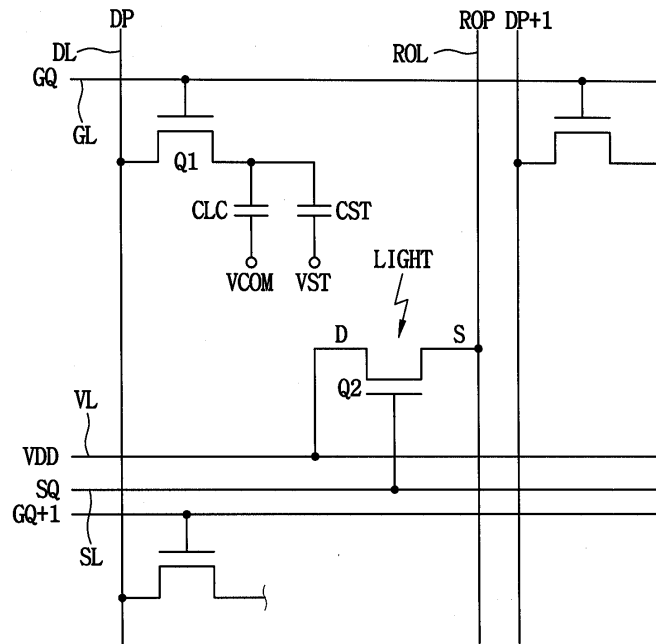 DP
ROP
DP+1
DL
ROL
GQ
GL
Q1
CLC
CST
VCOM
VST
LIGHT
D
S
Q2
VL
VDD
SQ
GQ+1
SL